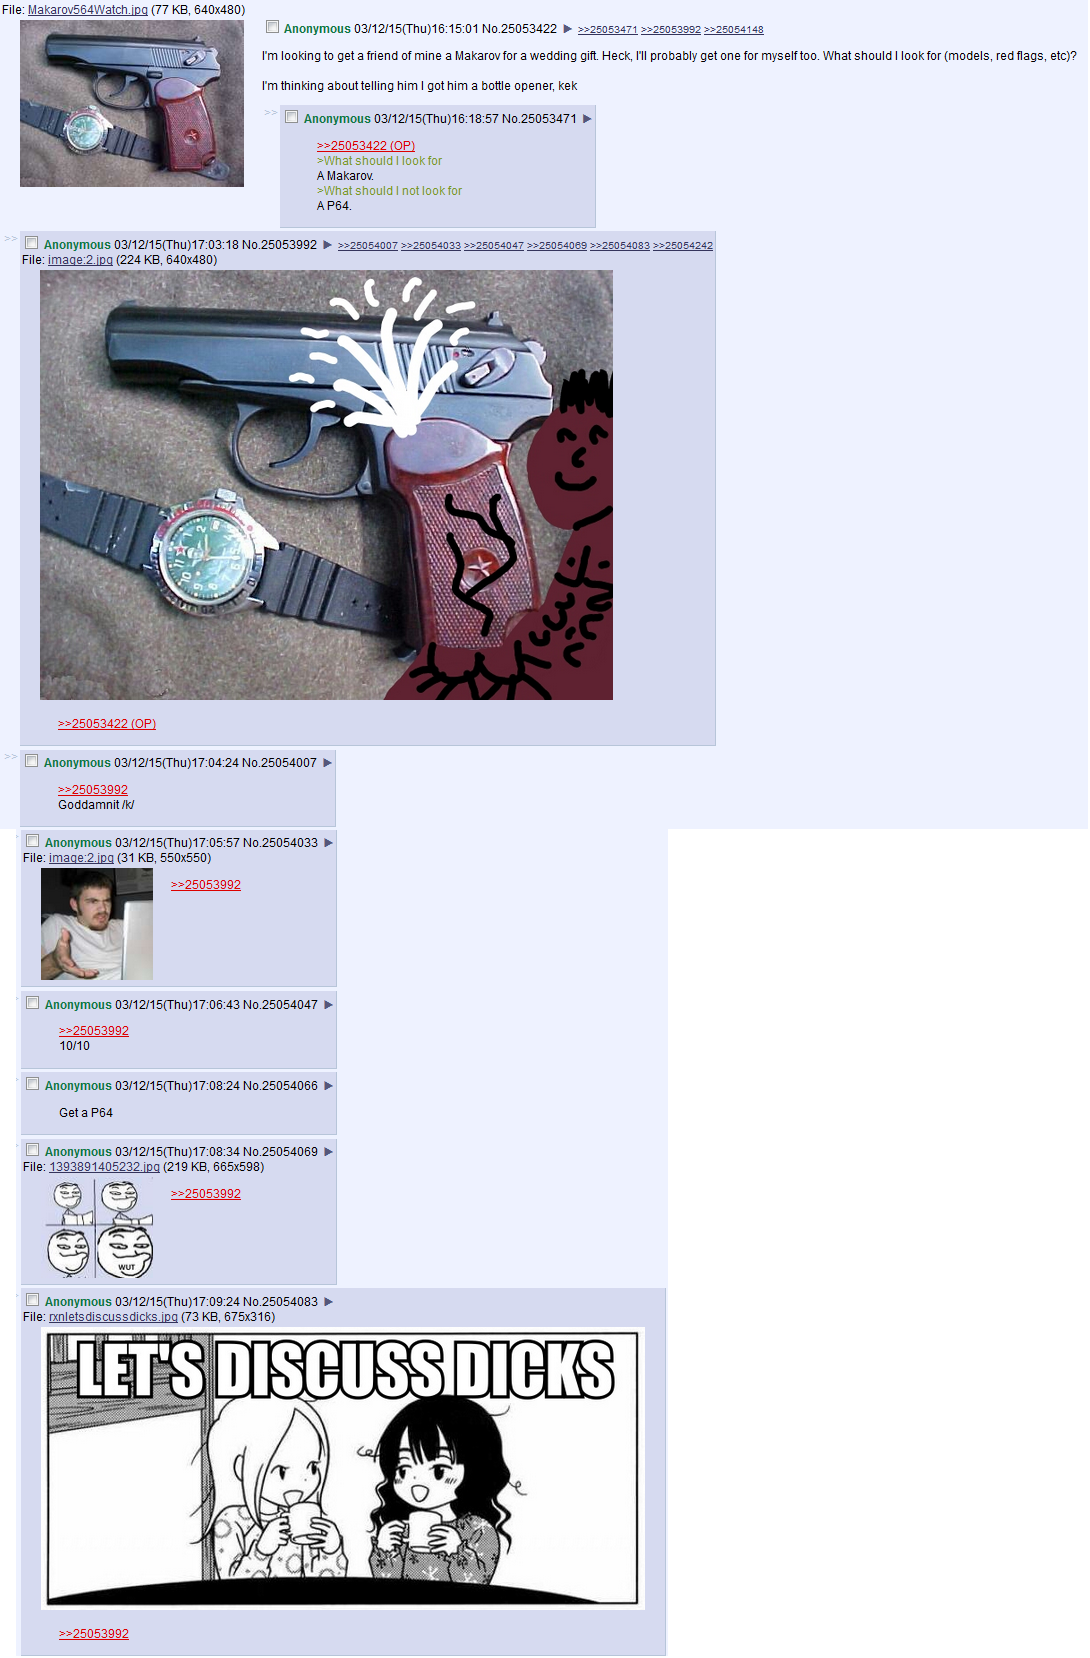 File: Makarov564Watch.jpg (77 KB, 640x480)
Anonymous 03/12/15(Thu)16:15:01 No.25053422 ▶ >>25053471 >>25053992 >>25054148
I'm looking to get a friend of mine a Makarov for a wedding gift. Heck, I'll probably get one for myself too. What should I look for (models, red flags, etc)?
I'm thinking about telling him I got him a bottle opener, kek
>> Anonymous 03/12/15(Thu)16:18:57 No.25053471 ▶
>>25053422 (OP)
>What should I look for
A Makarov.
>What should I not look for
A P64.
>> Anonymous 03/12/15(Thu)17:03:18 No.25053992 ▶ >>25054007 >>25054033 >>25054047 >>25054069 >>25054083 >>25054242
File: image:2.jpg (224 KB, 640x480)
>>25053422 (OP)
>> Anonymous 03/12/15(Thu)17:04:24 No.25054007 ▶
>>25053992
Goddamnit /k/
Anonymous 03/12/15(Thu)17:05:57 No.25054033 ▶
File: image:2.jpg (31 KB, 550x550)
>>25053992
Anonymous 03/12/15(Thu)17:06:43 No.25054047 ▶
>>25053992
10/10
Anonymous 03/12/15(Thu)17:08:24 No.25054066 ▶
Get a P64
Anonymous 03/12/15(Thu)17:08:34 No.25054069 ▶
File: 1393891405232.jpg (219 KB, 665x598)
>>25053992
WUT
Anonymous 03/12/15(Thu)17:09:24 No.25054083 ▶
File: rxnletsdiscussdicks.jpg (73 KB, 675x316)
LET'S DISCUSS DICKS
>>25053992